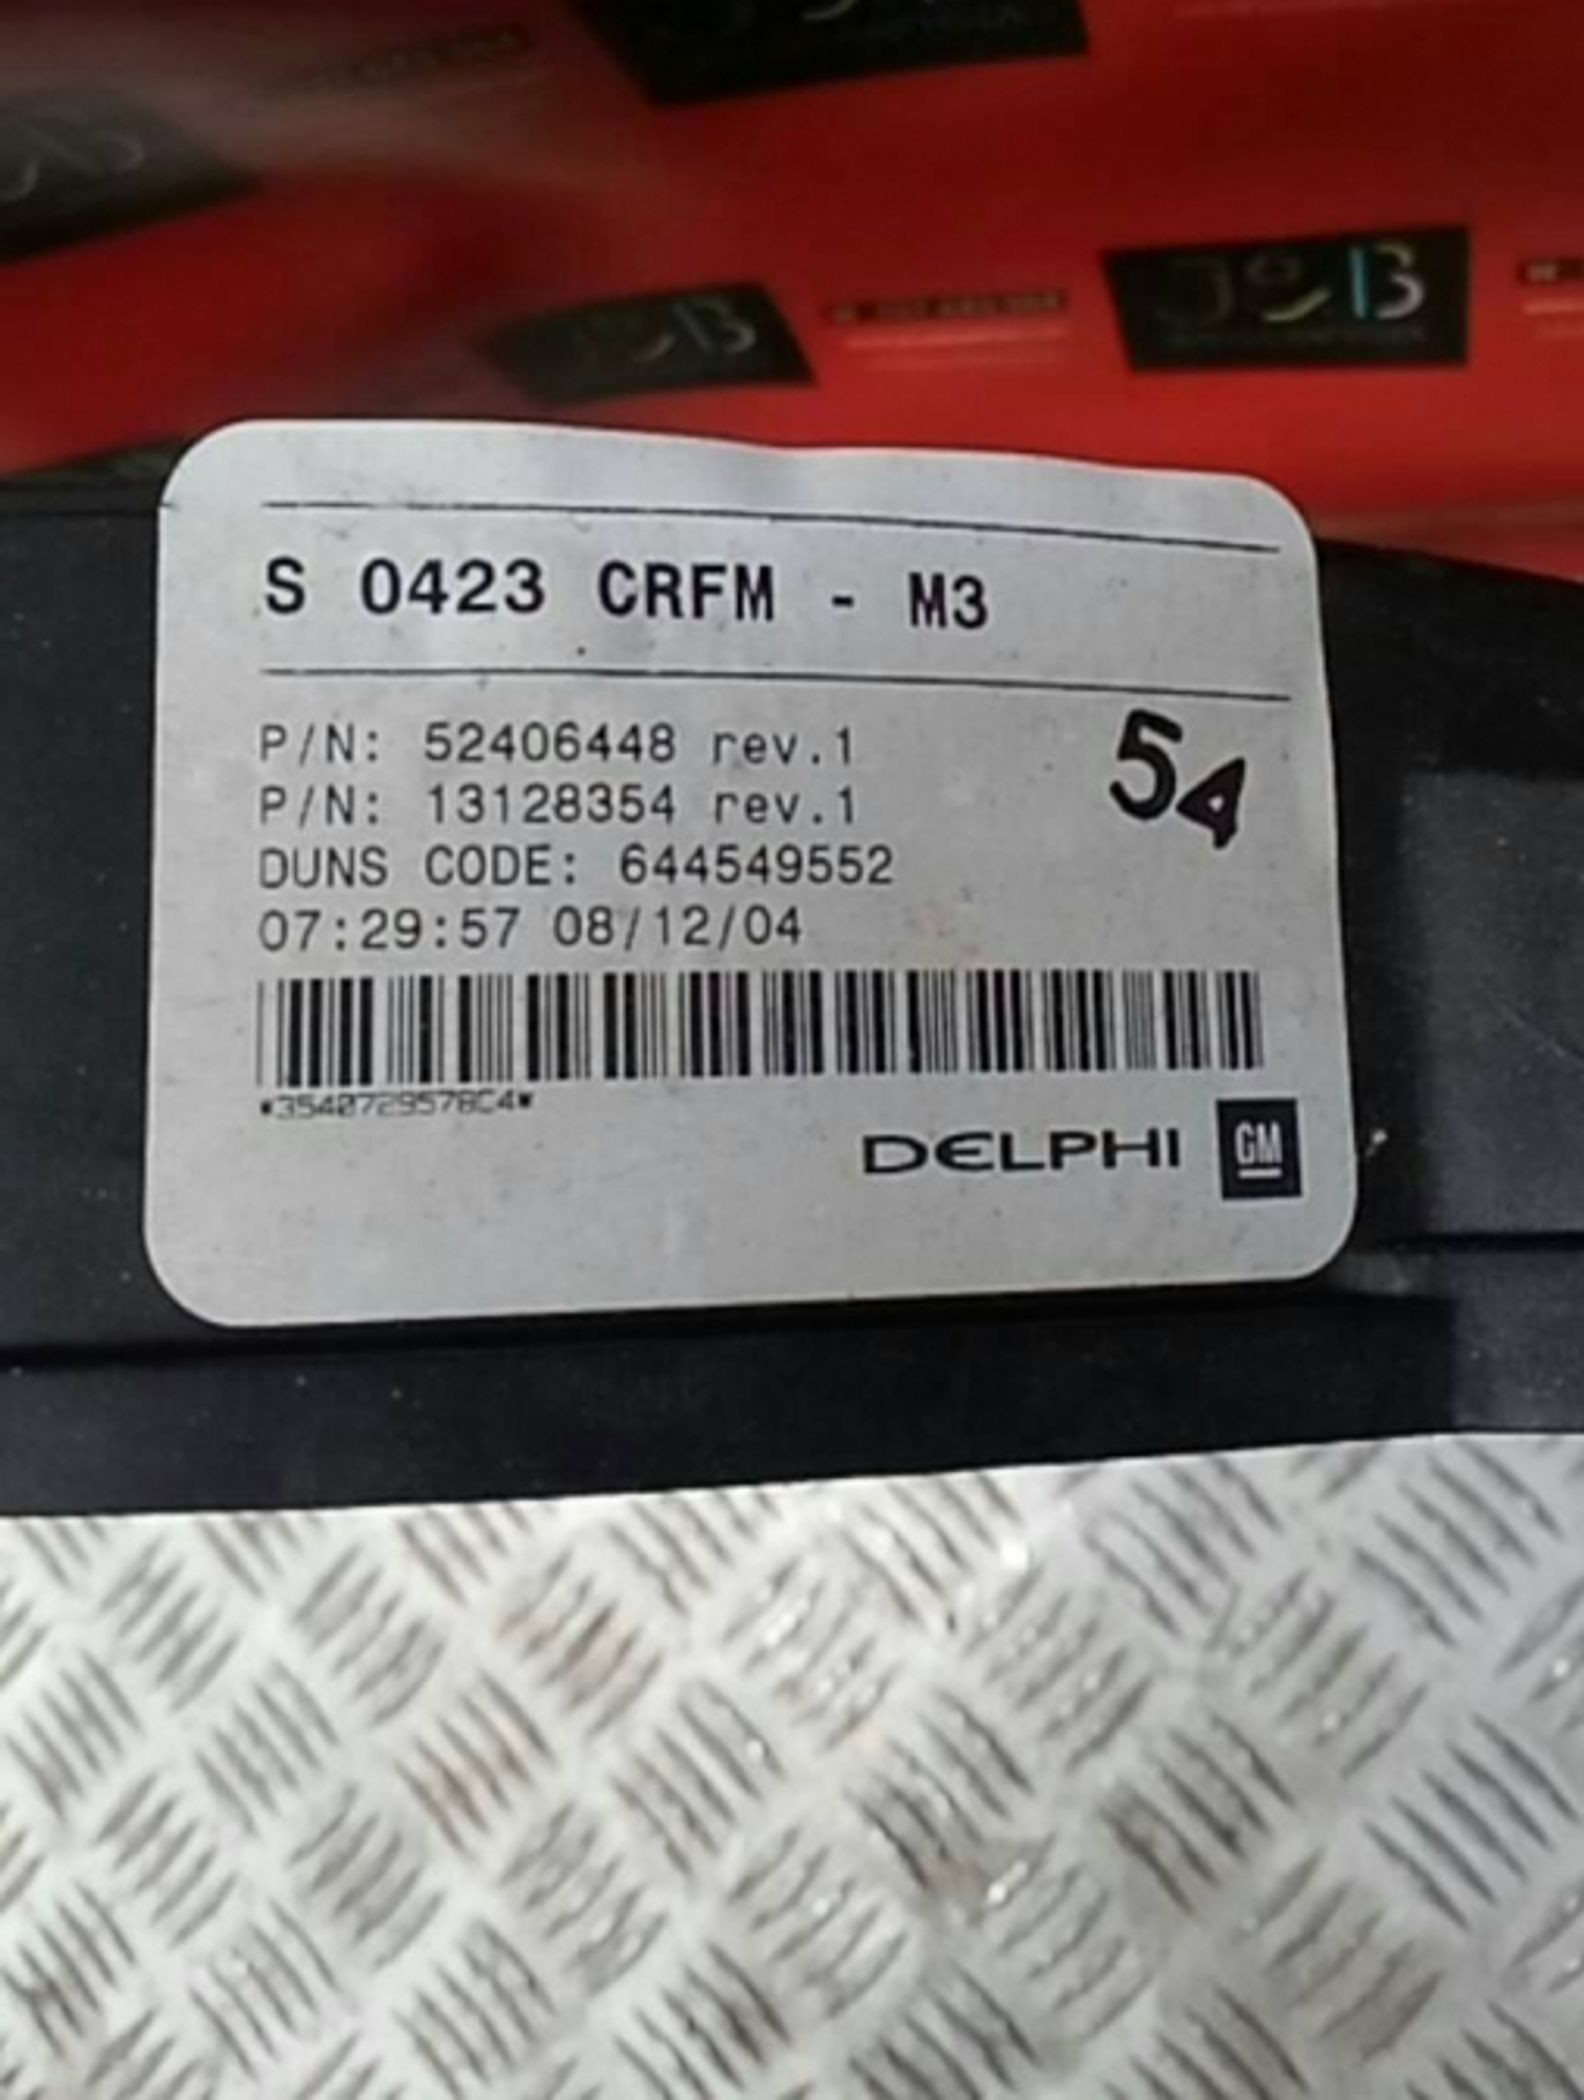 J&B
J&B
S 0423 CRFM - M3
P/N: 52406448 rev.1
54
P/N: 13128354 rev.1
DUNS CODE: 644549552
07:29:57 08/12/04
*3540729578C4*
DELPHI GM